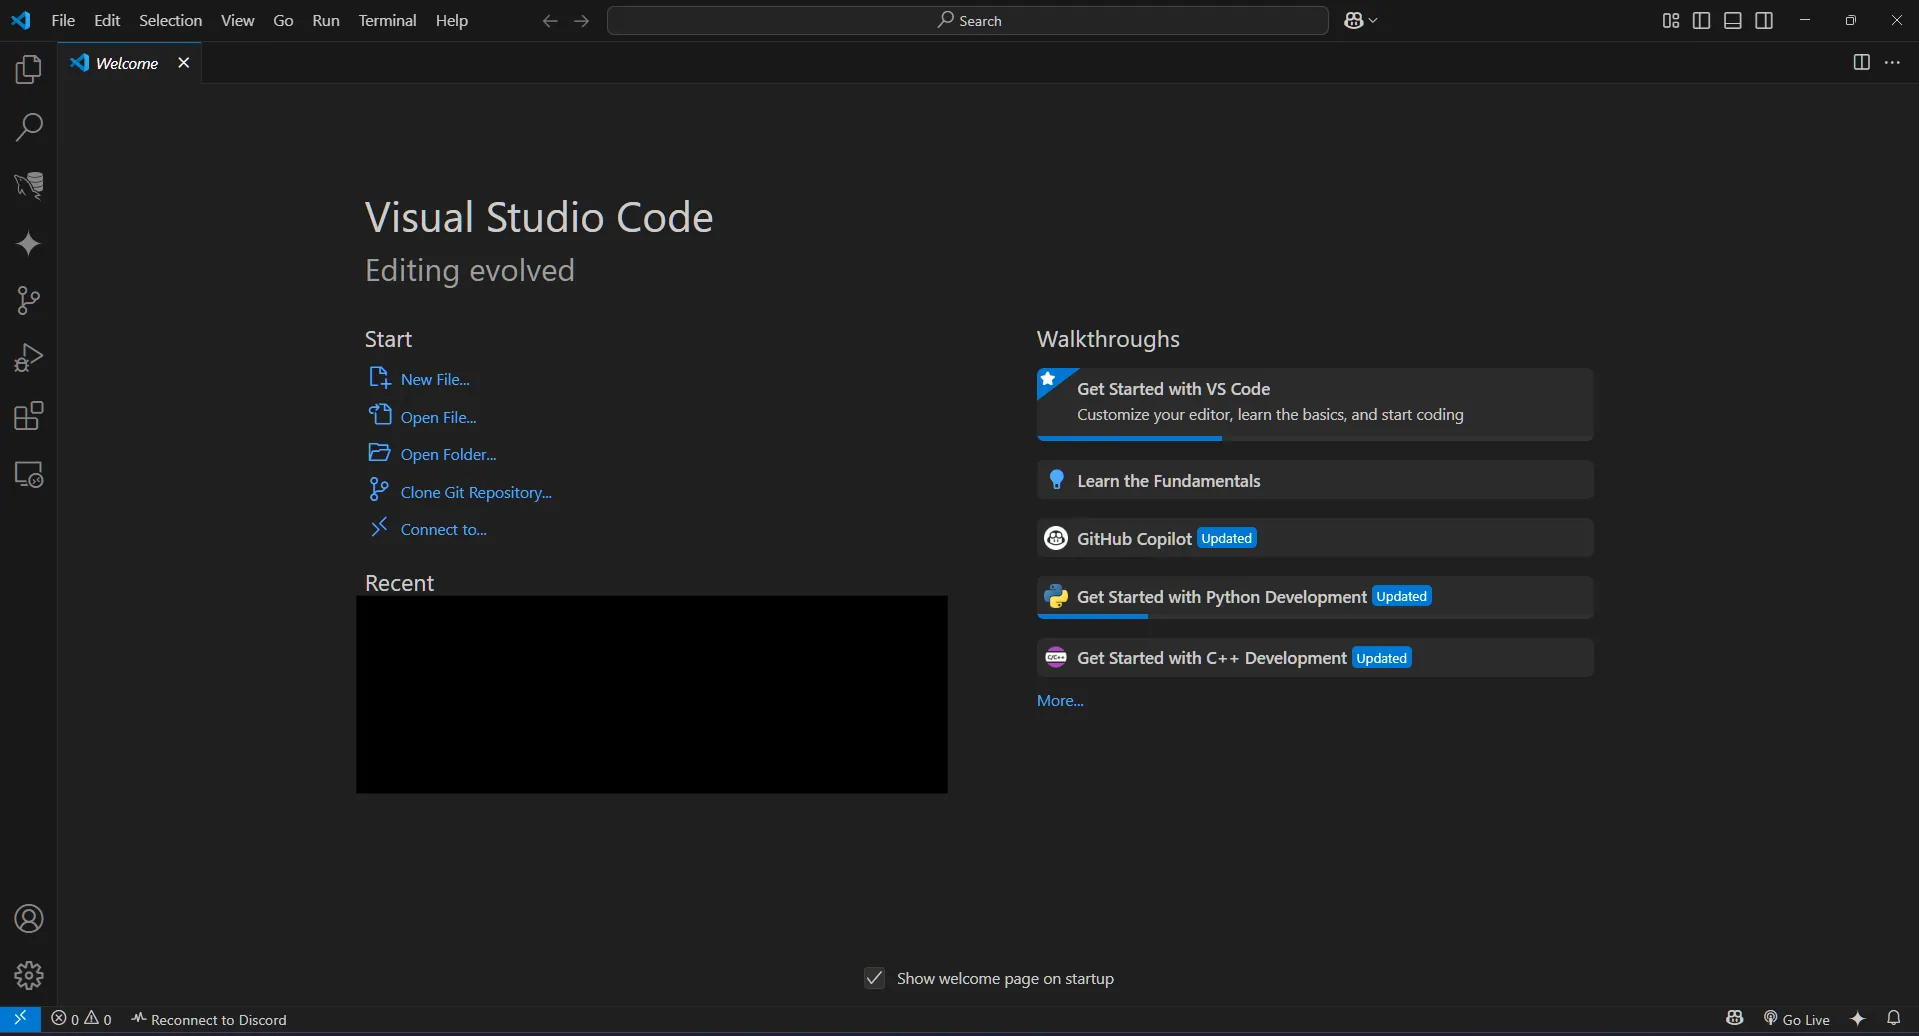 File Edit Selection View Go Run Terminal Help
Search
Welcome
Visual Studio Code
Editing evolved
Start
New File...
Open File...
Open Folder...
Clone Git Repository...
Connect to...
Recent
Walkthroughs
Get Started with VS Code
Customize your editor, learn the basics, and start coding
Learn the Fundamentals
GitHub Copilot Updated
Get Started with Python Development Updated
C/C++ Get Started with C++ Development Updated
More...
Show welcome page on startup
0 0 Reconnect to Discord
Go Live